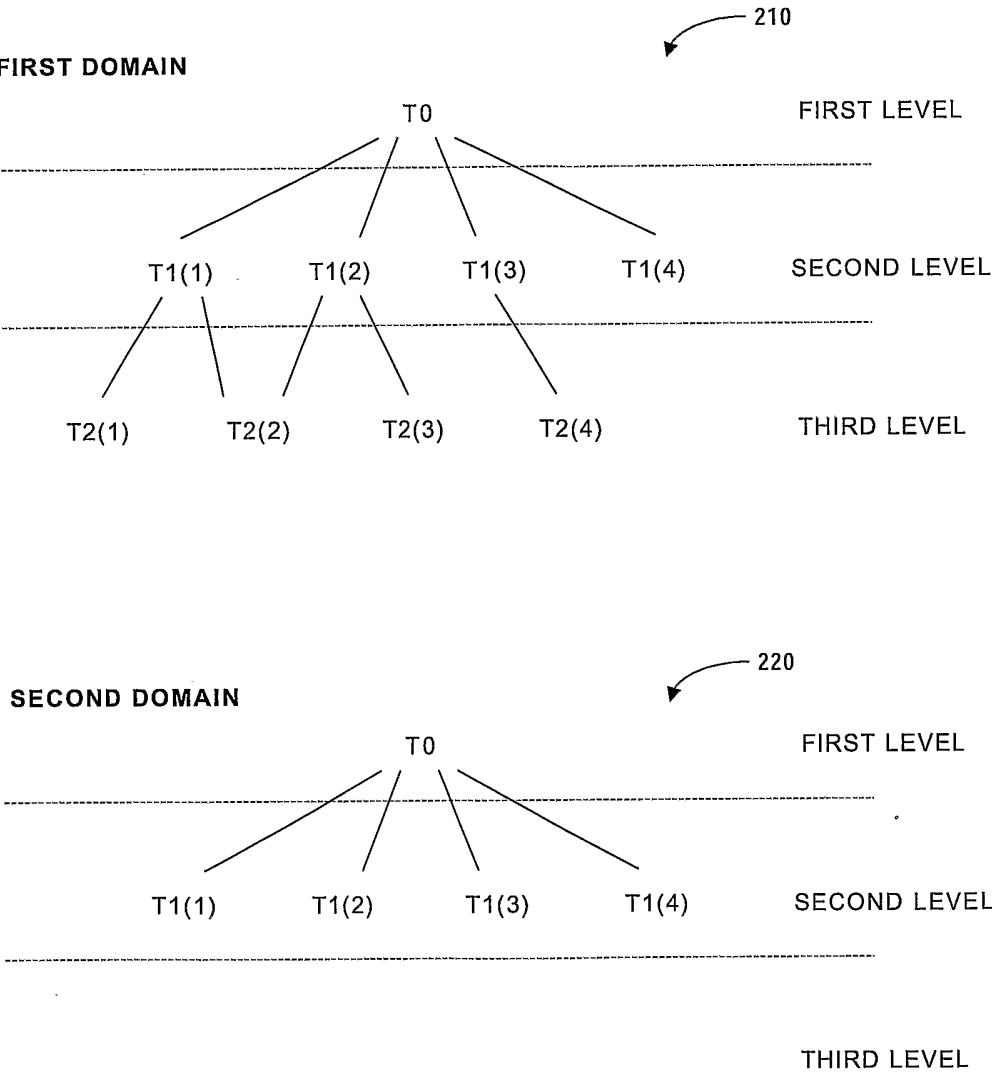 210
FIRST DOMAIN
T0 FIRST LEVEL
T1(1) T1(2) T1(3) T1(4) SECOND LEVEL
T2(1) T2(2) T2(3) T2(4) THIRD LEVEL
220
SECOND DOMAIN
T0 FIRST LEVEL
T1(1) T1(2) T1(3) T1(4) SECOND LEVEL
THIRD LEVEL